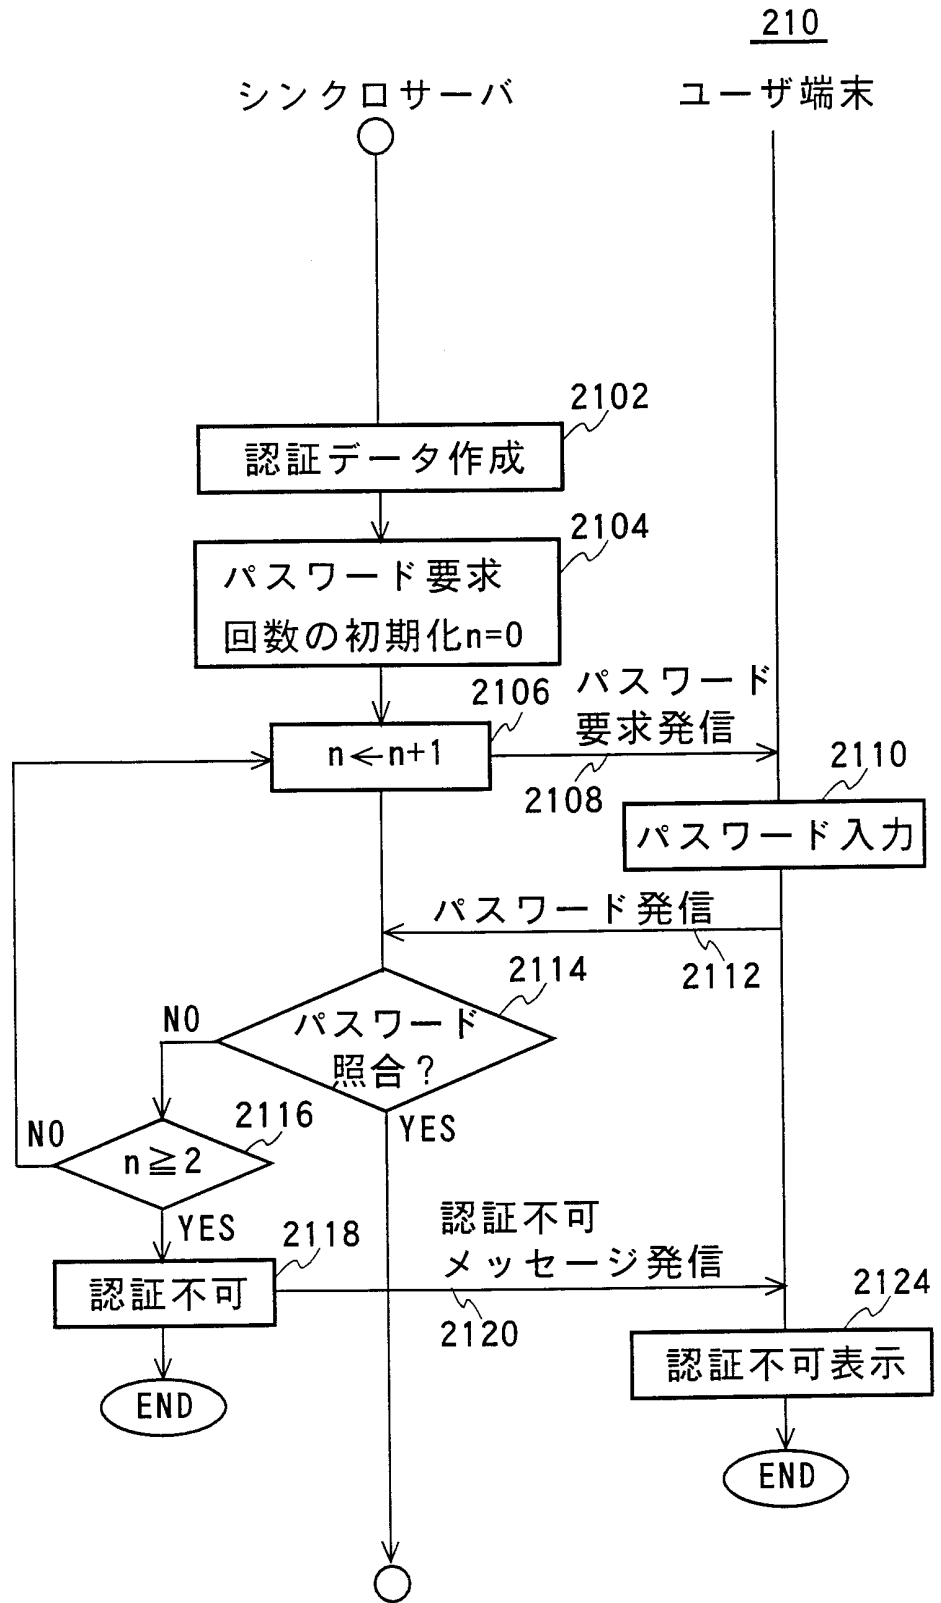 210
シンクロサーバ
ユーザ端末
2102
認証データ作成
2104
パスワード要求
回数の初期化n=0
2106
パスワード
要求発信
n←n+1
2108
2110
パスワード入力
パスワード発信
2112
2114
NO
パスワード
照合?
YES
2116
NO
n≧2
YES
2118
認証不可
メッセージ発信
認証不可
2120
2124
認証不可表示
END
END